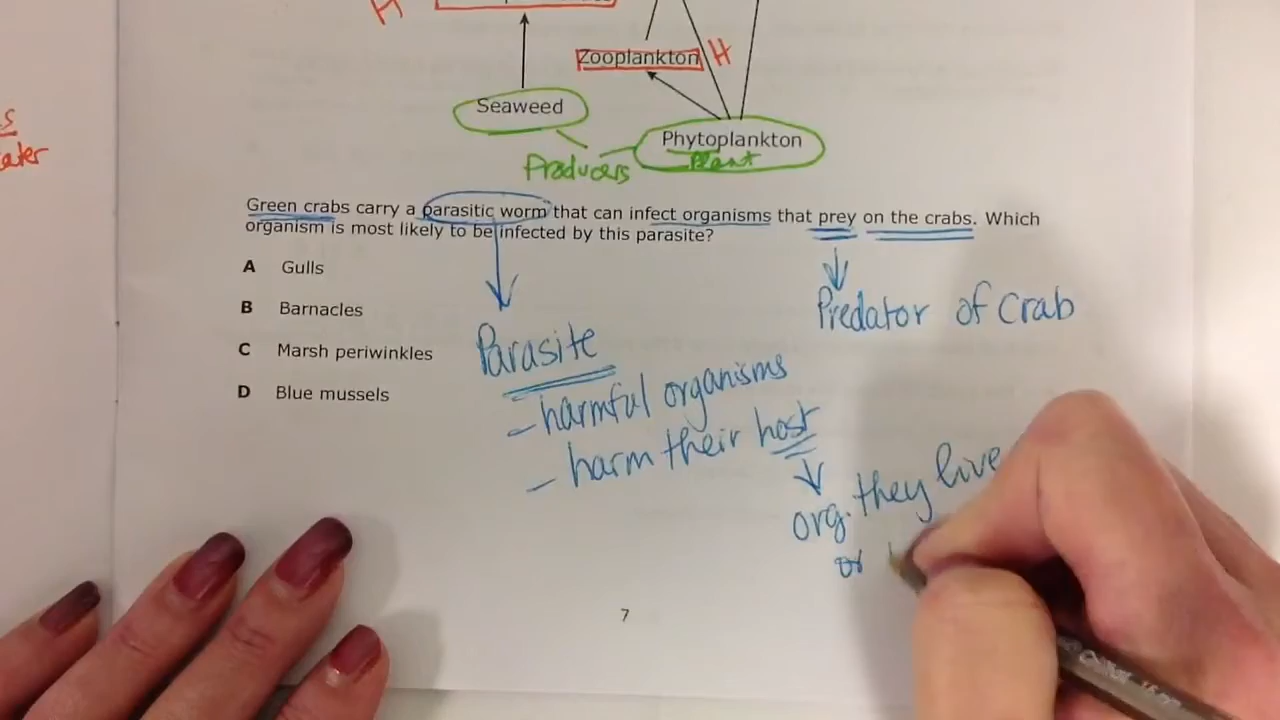 H
Zooplankton H
Seaweed
Phytoplankton
Plant
Producers
Green crabs carry a parasitic worm that can infect organisms that prey on the crabs. Which
organism is most likely to be infected by this parasite?
A Gulls
B Barnacles
C Marsh periwinkles
D Blue mussels
Predator of Crab
Parasite
- harmful organisms
- harm their host
org. they live
or
7